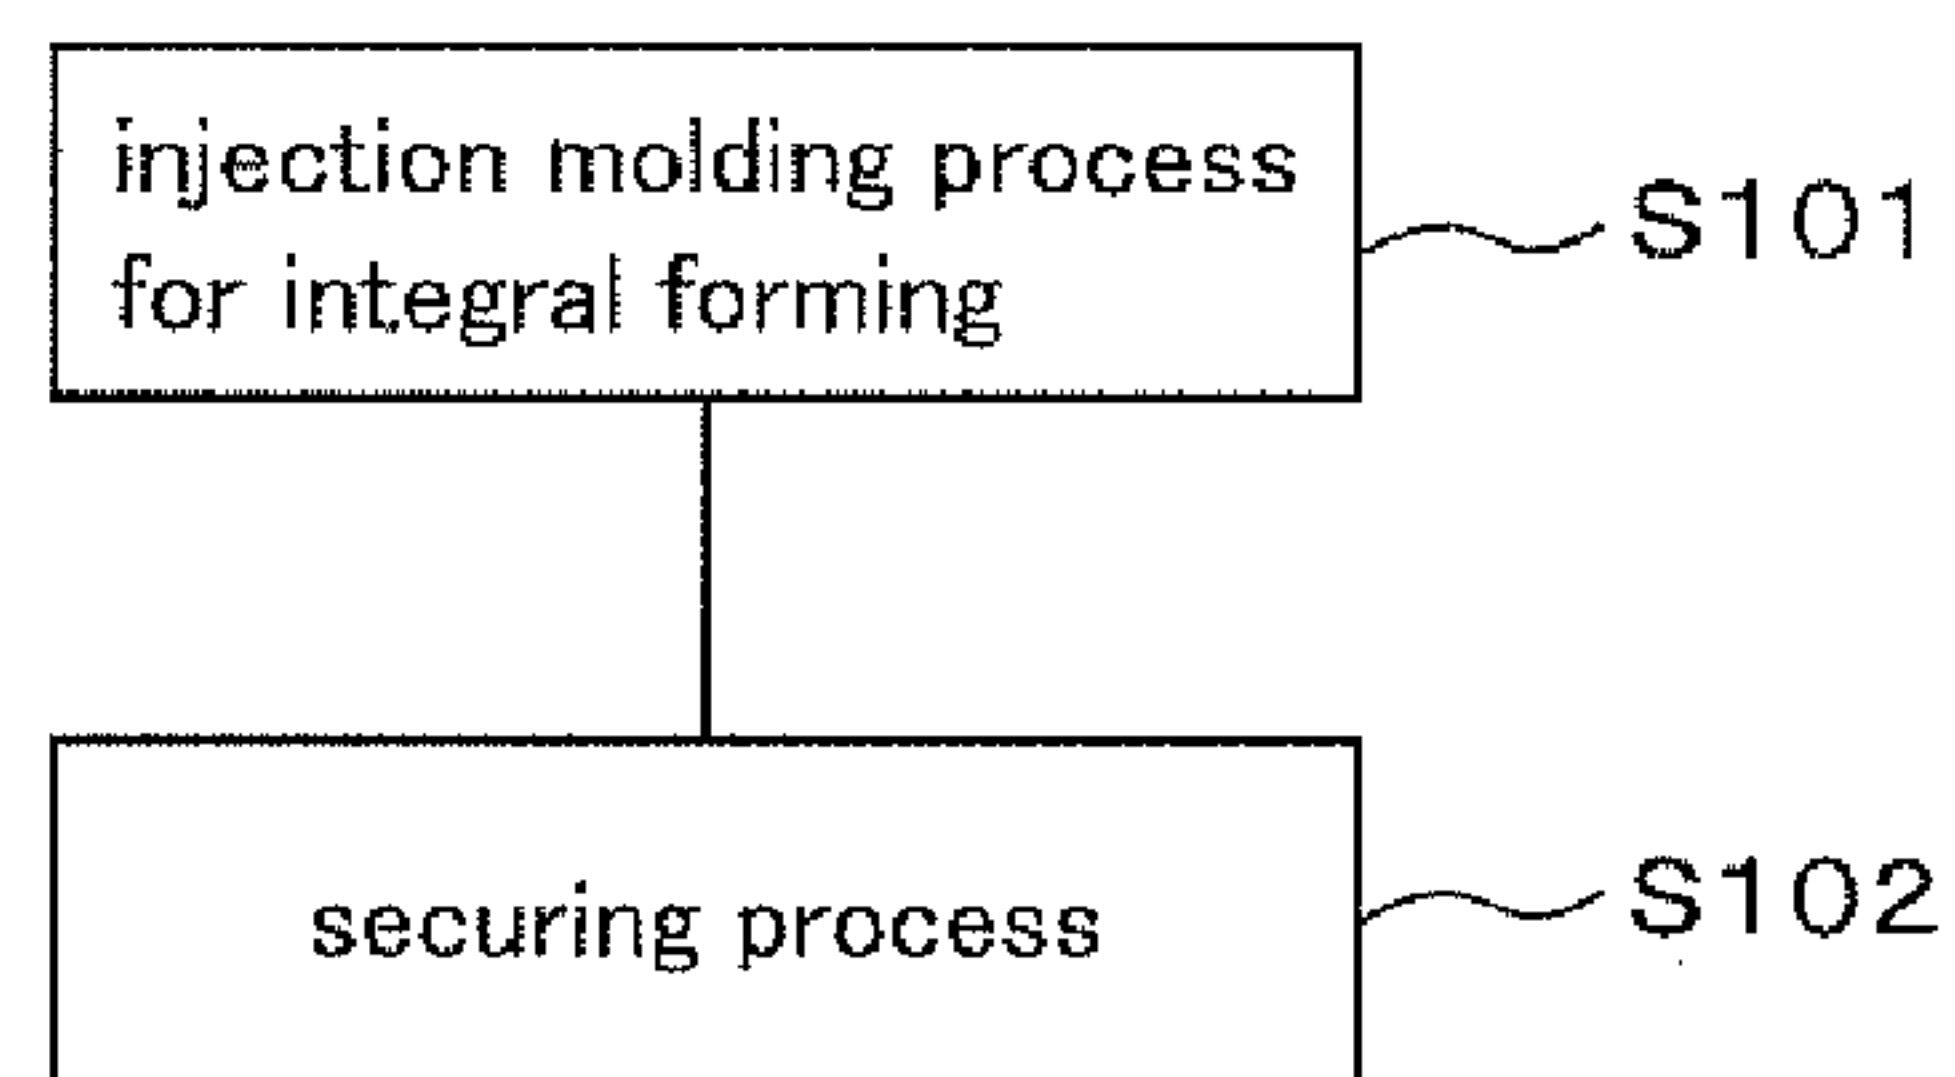 injection molding process
for integral forming
S101
securing process
S102